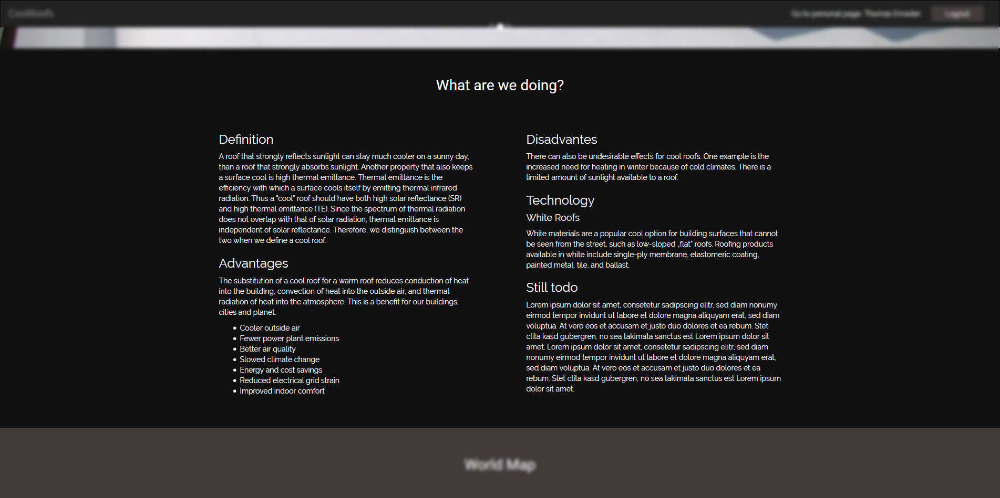 CoolRoofs
Go to personal page, Thomas
Logout
What are we doing?
Definition
A roof that strongly reflects sunlight can stay much cooler on a sunny day,
than a roof that strongly absorbs sunlight. Another property that also keeps
a surface cool is high thermal emittance. Thermal emittance is the
efficiency with which a surface cools itself by emitting thermal infrared
radiation. Thus a "cool" roof should have both high solar reflectance (SR)
and high thermal emittance (TE). Since the spectrum of thermal radiation
does not overlap with that of solar radiation, thermal emittance is
independent of solar reflectance. Therefore, we distinguish between the
two when we define a cool roof.
Advantages
The substitution of a cool roof for a warm roof reduces conduction of heat
into the building, convection of heat into the outside air, and thermal
radiation of heat into the atmosphere. This is a benefit for our buildings,
cities and planet.
• Cooler outside air
• Fewer power plant emissions
• Better air quality
• Slowed climate change
• Energy and cost savings
• Reduced electrical grid strain
• Improved indoor comfort
Disadvantes
There can also be undesirable effects for cool roofs. One example is the
increased need for heating in winter because of cold climates. There is a
limited amount of sunlight available to a roof.
Technology
White Roofs
White materials are a popular cool option for building surfaces that cannot
be seen from the street, such as low-sloped „flat" roofs. Roofing products
available in white include single-ply membrane, elastomeric coating,
painted metal, tile, and ballast.
Still todo
Lorem ipsum dolor sit amet, consetetur sadipscing elitr, sed diam nonumy
eirmod tempor invidunt ut labore et dolore magna aliquyam erat, sed diam
voluptua. At vero eos et accusam et justo duo dolores et ea rebum. Stet
clita kasd gubergren, no sea takimata sanctus est Lorem ipsum dolor sit
amet. Lorem ipsum dolor sit amet, consetetur sadipscing elitr, sed diam
nonumy eirmod tempor invidunt ut labore et dolore magna aliquyam erat,
sed diam voluptua. At vero eos et accusam et justo duo dolores et ea
rebum. Stet clita kasd gubergren, no sea takimata sanctus est Lorem ipsum
dolor sit amet.
World Map